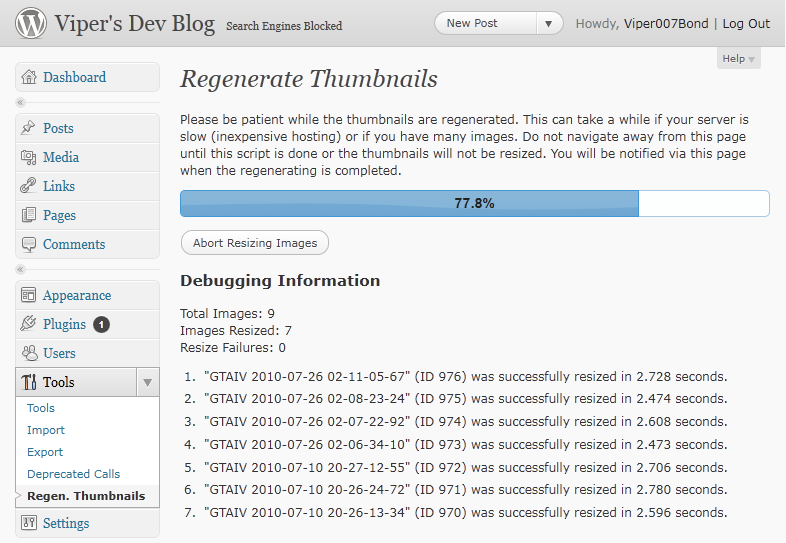 Viper's Dev Blog Search Engines Blocked New Post Howdy, Viper007Bond | Log Out
Help
Dashboard
Posts
Media
Links
Pages
Comments
Appearance
Plugins 1
Users
Tools
Tools
Import
Export
Deprecated Calls
Regen. Thumbnails
Settings
Regenerate Thumbnails
Please be patient while the thumbnails are regenerated. This can take a while if your server is
slow (inexpensive hosting) or if you have many images. Do not navigate away from this page
until this script is done or the thumbnails will not be resized. You will be notified via this page
when the regenerating is completed.
77.8%
Abort Resizing Images
Debugging Information
Total Images: 9
Images Resized: 7
Resize Failures: 0
1. "GTAIV 2010-07-26 02-11-05-67" (ID 976) was successfully resized in 2.728 seconds.
2. "GTAIV 2010-07-26 02-08-23-24" (ID 975) was successfully resized in 2.474 seconds.
3. "GTAIV 2010-07-26 02-07-22-92" (ID 974) was successfully resized in 2.608 seconds.
4. "GTAIV 2010-07-26 02-06-34-10" (ID 973) was successfully resized in 2.473 seconds.
5. "GTAIV 2010-07-10 20-27-12-55" (ID 972) was successfully resized in 2.706 seconds.
6. "GTAIV 2010-07-10 20-26-24-72" (ID 971) was successfully resized in 2.780 seconds.
7. "GTAIV 2010-07-10 20-26-13-34" (ID 970) was successfully resized in 2.596 seconds.